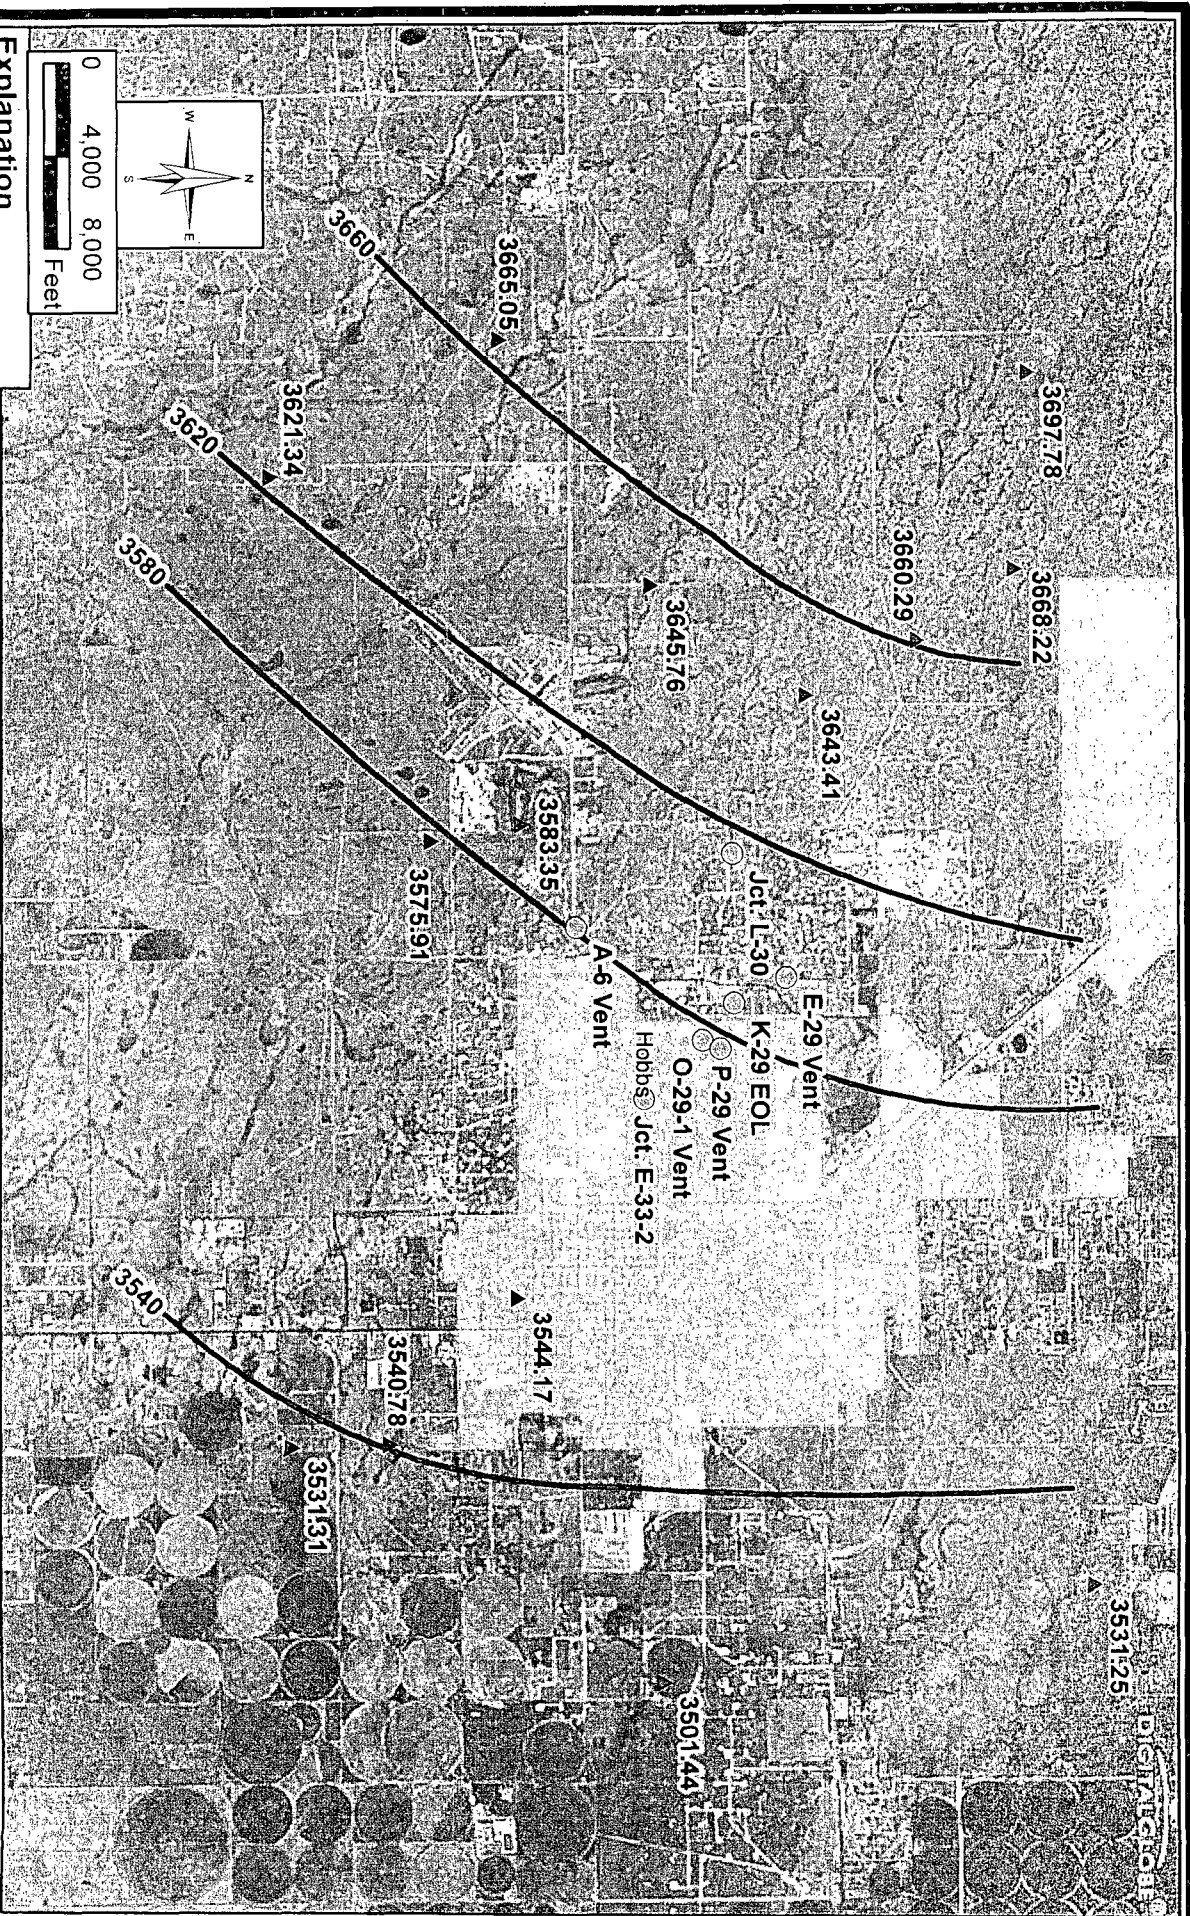 DIGITALGLOBE
3697.78
3668.22
3660.29
3643.41
3645.76
3665.05
3660
3621.34
3620
3580
3583.35
3575.91
Jct. L-30
E-29 Vent
K-29 EOL
P-29 Vent
O-29-1 Vent
A-6 Vent
Hobbs
Jct. E-33-2
3544.17
3540.78
3540
3531.31
3531.25
3501.44
N
W
E
S
0 4,000 8,000
Feet
Explanation